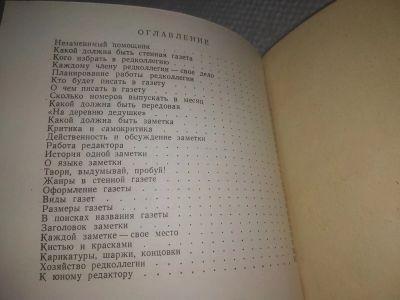 ОГЛАВЛЕНИЕ
Незаменимый помощник
Какой должна быть стенная газета
Кого избрать в редколлегию
Каждому члену редколлегии — свое дело
Планирование работы редколлегии
Кто будет писать в газету
О чем писать в газету
Сколько номеров выпускать в месяц
Какой должна быть передовая
«На деревню дедушке»
Какой должна быть заметка
Критика и самокритика
Действенность и обсуждение заметки
Работа редактора
История одной заметки
О языке заметки
Твори, выдумывай, пробуй!
Жанры в стенной газете
Оформление газеты
Виды газет
Размеры газеты
В поисках названия газеты
Заголовок заметки
Каждой заметке — свое место
Кистью и красками
Карикатуры, шаржи, концовки
Хозяйство редколлегии
К юному редактору